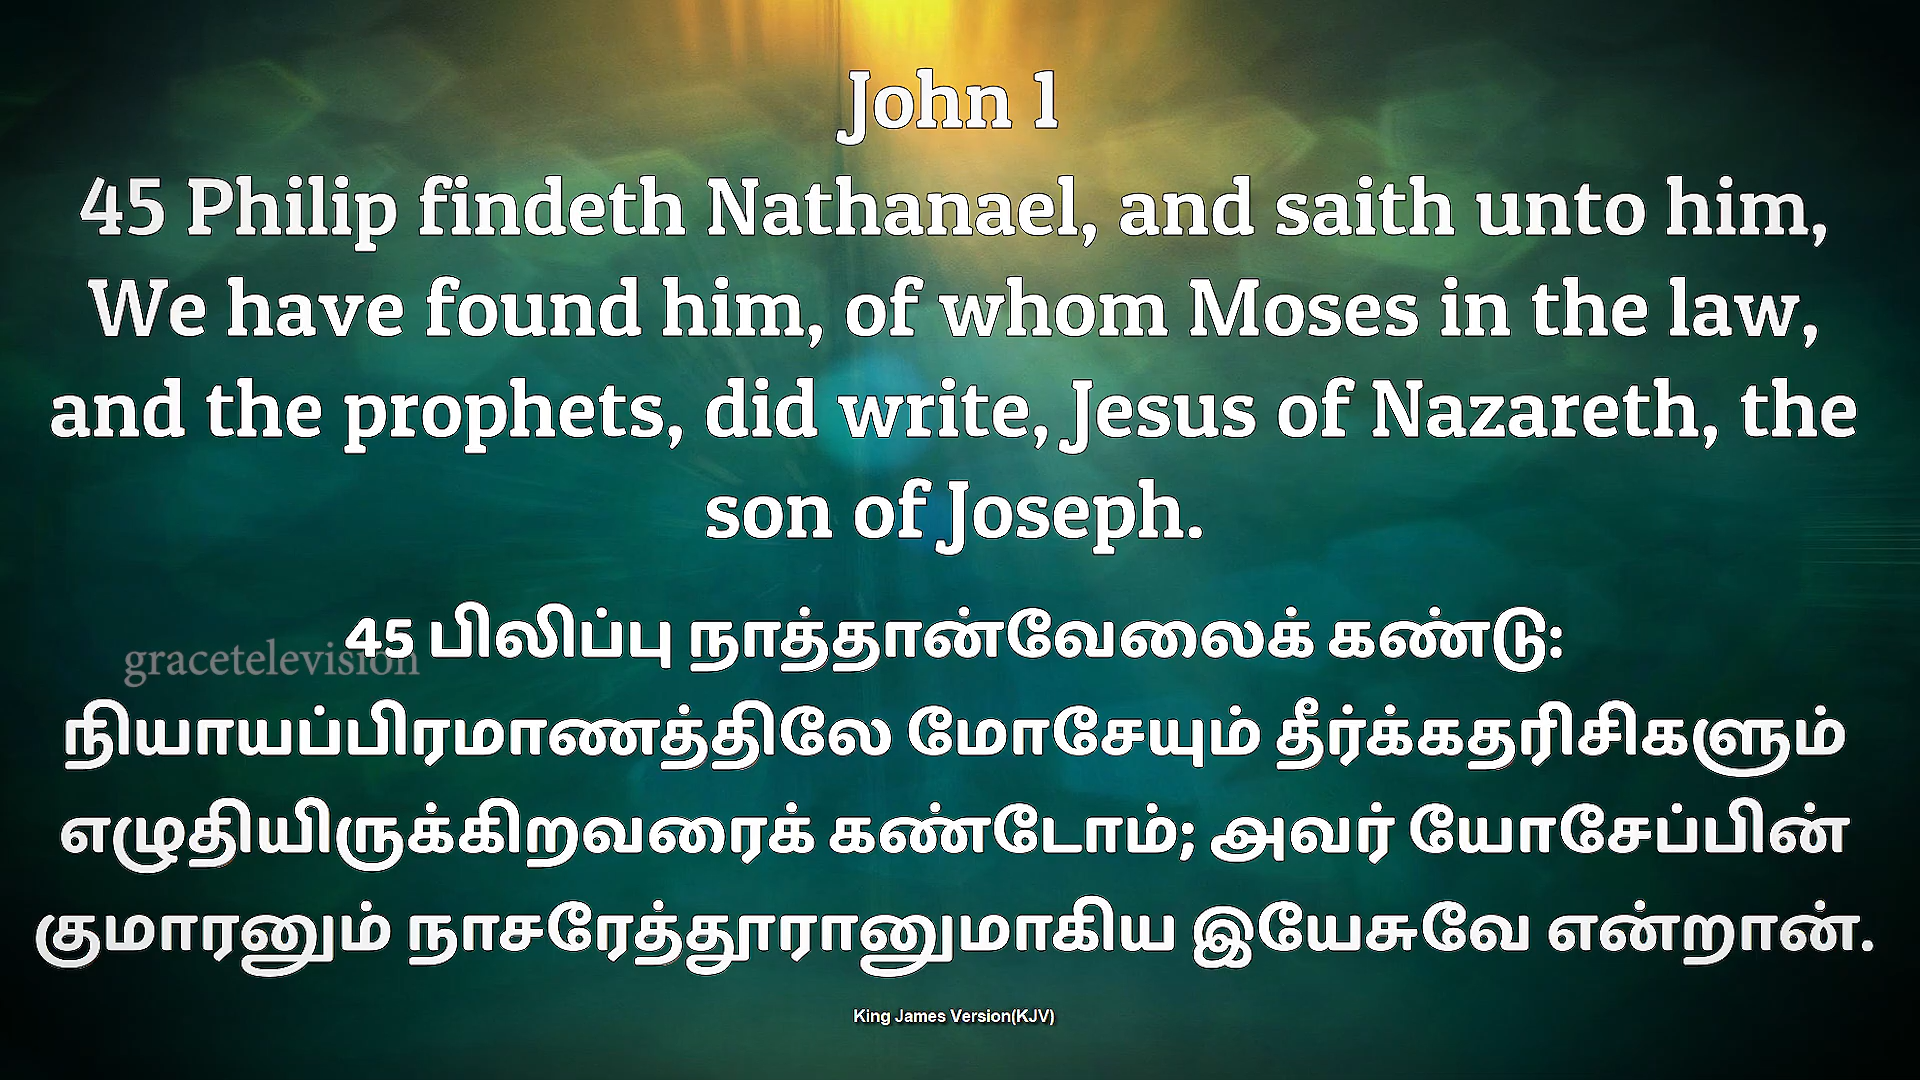 John 1
45 Philip findeth Nathanael, and saith unto him,
We have found him, of whom Moses in the law,
and the prophets, did write, Jesus of Nazareth, the
son of Joseph.
45 பிலிப்பு நாத்தான்வேலைக் கண்டு:
gracetelevision
நியாயப்பிரமாணத்திலே மோசேயும் தீர்க்கதரிசிகளும்
எழுதியிருக்கிறவரைக் கண்டோம்; அவர் யோசேப்பின்
குமாரனும் நாசரேத்தூரானுமாகிய இயேசுவே என்றான்.
King James Version(KJV)